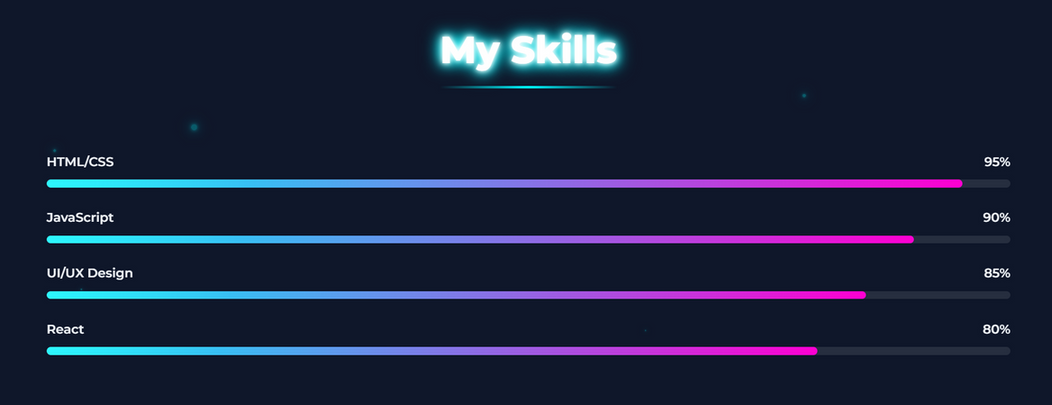 My Skills
HTML/CSS 95%
JavaScript 90%
UI/UX Design 85%
React 80%